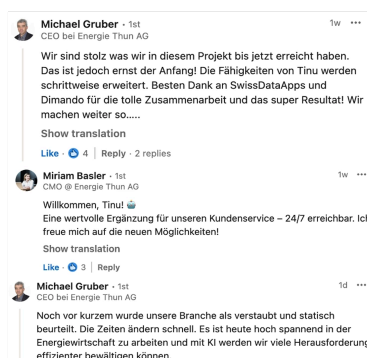 Michael Gruber · 1st
1w ···
CEO bei Energie Thun AG
Wir sind stolz was wir in diesem Projekt bis jetzt erreicht haben.
Das ist jedoch ernst der Anfang! Die Fähigkeiten von Tinu werden
schrittweise erweitert. Besten Dank an SwissDataApps und
Dimando für die tolle Zusammenarbeit und das super Resultat! Wir
machen weiter so.....
Show translation
Like · 4 | Reply · 2 replies
Miriam Basler · 1st
1w ···
CMO @ Energie Thun AG
Willkommen, Tinu! 🤖
Eine wertvolle Ergänzung für unseren Kundenservice – 24/7 erreichbar. Ich
freue mich auf die neuen Möglichkeiten!
Show translation
Like · 3 | Reply
Michael Gruber · 1st
1d ···
CEO bei Energie Thun AG
Noch vor kurzem wurde unsere Branche als verstaubt und statisch
beurteilt. Die Zeiten ändern schnell. Es ist heute hoch spannend in der
Energiewirtschaft zu arbeiten und mit KI werden wir viele Herausforderung
effizienter bewältigen können